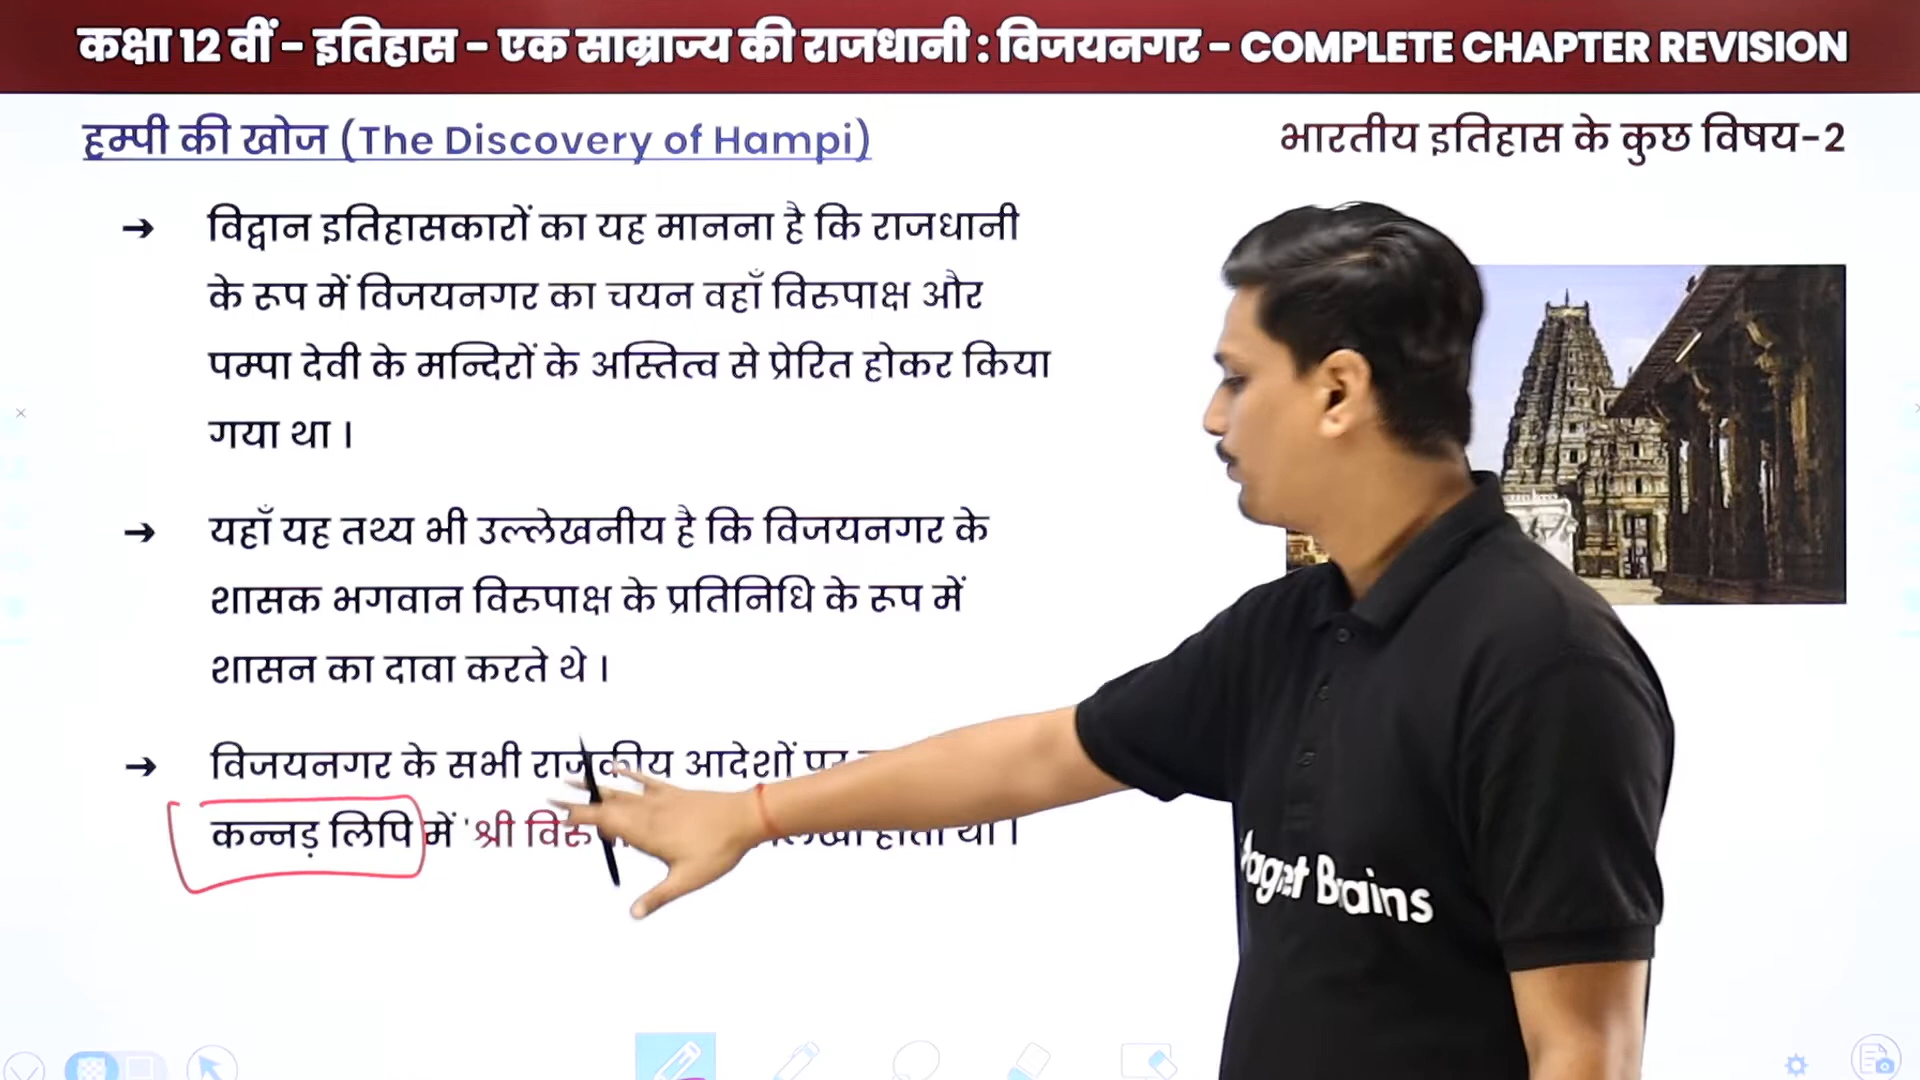 कक्षा 12 वीं - इतिहास - एक साम्राज्य की राजधानी : विजयनगर - COMPLETE CHAPTER REVISION
हम्पी की खोज (The Discovery of Hampi)
भारतीय इतिहास के कुछ विषय-2
→ विद्वान इतिहासकारों का यह मानना है कि राजधानी
के रूप में विजयनगर का चयन वहाँ विरुपाक्ष और
पम्पा देवी के मन्दिरों के अस्तित्व से प्रेरित होकर किया
गया था ।
→ यहाँ यह तथ्य भी उल्लेखनीय है कि विजयनगर के
शासक भगवान विरुपाक्ष के प्रतिनिधि के रूप में
शासन का दावा करते थे ।
→ विजयनगर के सभी राजकीय आदेशों पर
कन्नड़ लिपि में 'श्री होता था ।
Brains